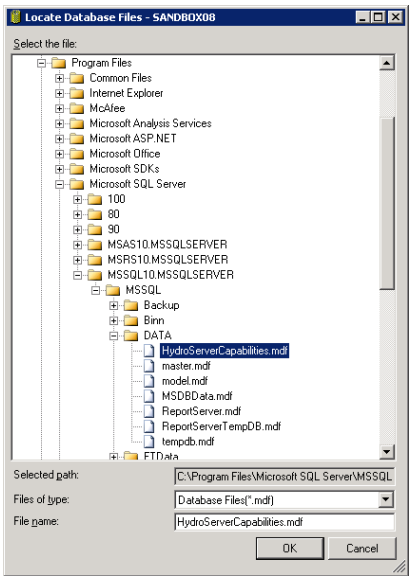 Locate Database Files - SANDBOX08
Select the file:
Program Files
Common Files
Internet Explorer
McAfee
Microsoft Analysis Services
Microsoft ASP.NET
Microsoft Office
Microsoft SDKs
Microsoft SQL Server
100
80
90
MSAS10.MSSQLSERVER
MSRS10.MSSQLSERVER
MSSQL10.MSSQLSERVER
MSSQL
Backup
Binn
DATA
HydroServerCapabilities.mdf
master.mdf
model.mdf
MSDBData.mdf
ReportServer.mdf
ReportServerTempDB.mdf
tempdb.mdf
FTData
Selected path: C:\Program Files\Microsoft SQL Server\MSSQL
Files of type: Database Files(*.mdf)
File name: HydroServerCapabilities.mdf
OK Cancel